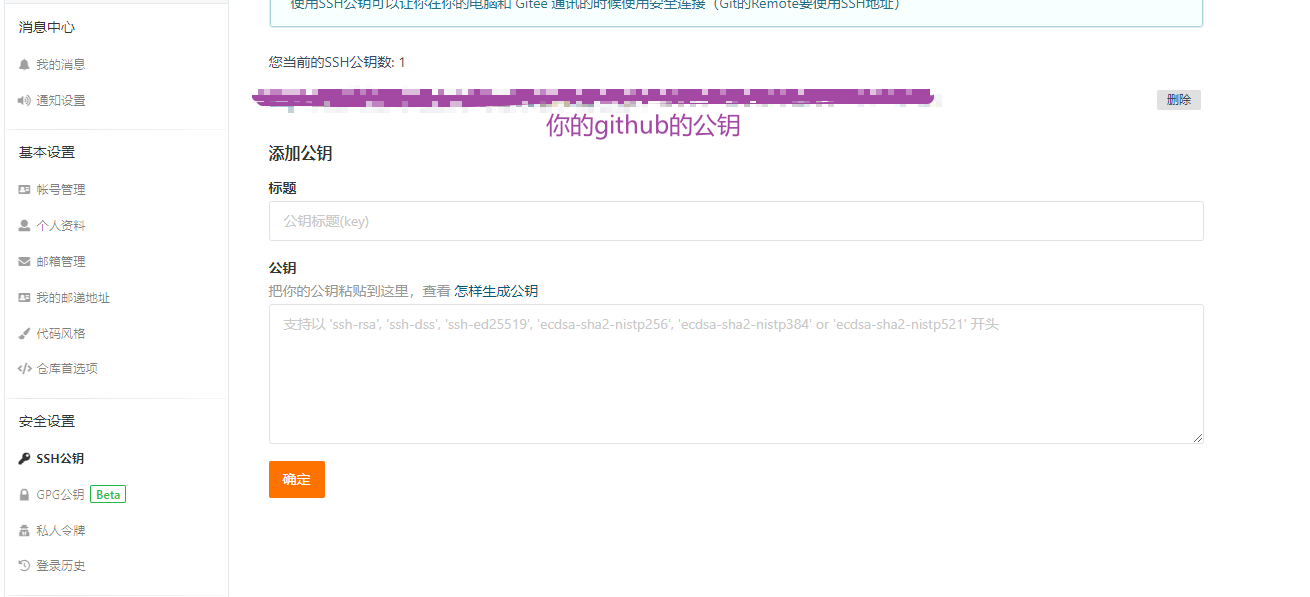 使用SSH公钥可以让你在你的电脑和 Gitee 通讯的时候使用安全连接（Git的Remote要使用SSH地址）
消息中心
我的消息
通知设置
基本设置
帐号管理
个人资料
邮箱管理
我的邮递地址
代码风格
仓库首选项
安全设置
SSH公钥
GPG公钥 Beta
私人令牌
登录历史
您当前的SSH公钥数: 1
删除
你的github的公钥
添加公钥
标题
公钥标题(key)
公钥
把你的公钥粘贴到这里，查看 怎样生成公钥
支持以 'ssh-rsa', 'ssh-dss', 'ssh-ed25519', 'ecdsa-sha2-nistp256', 'ecdsa-sha2-nistp384' or 'ecdsa-sha2-nistp521' 开头
确定